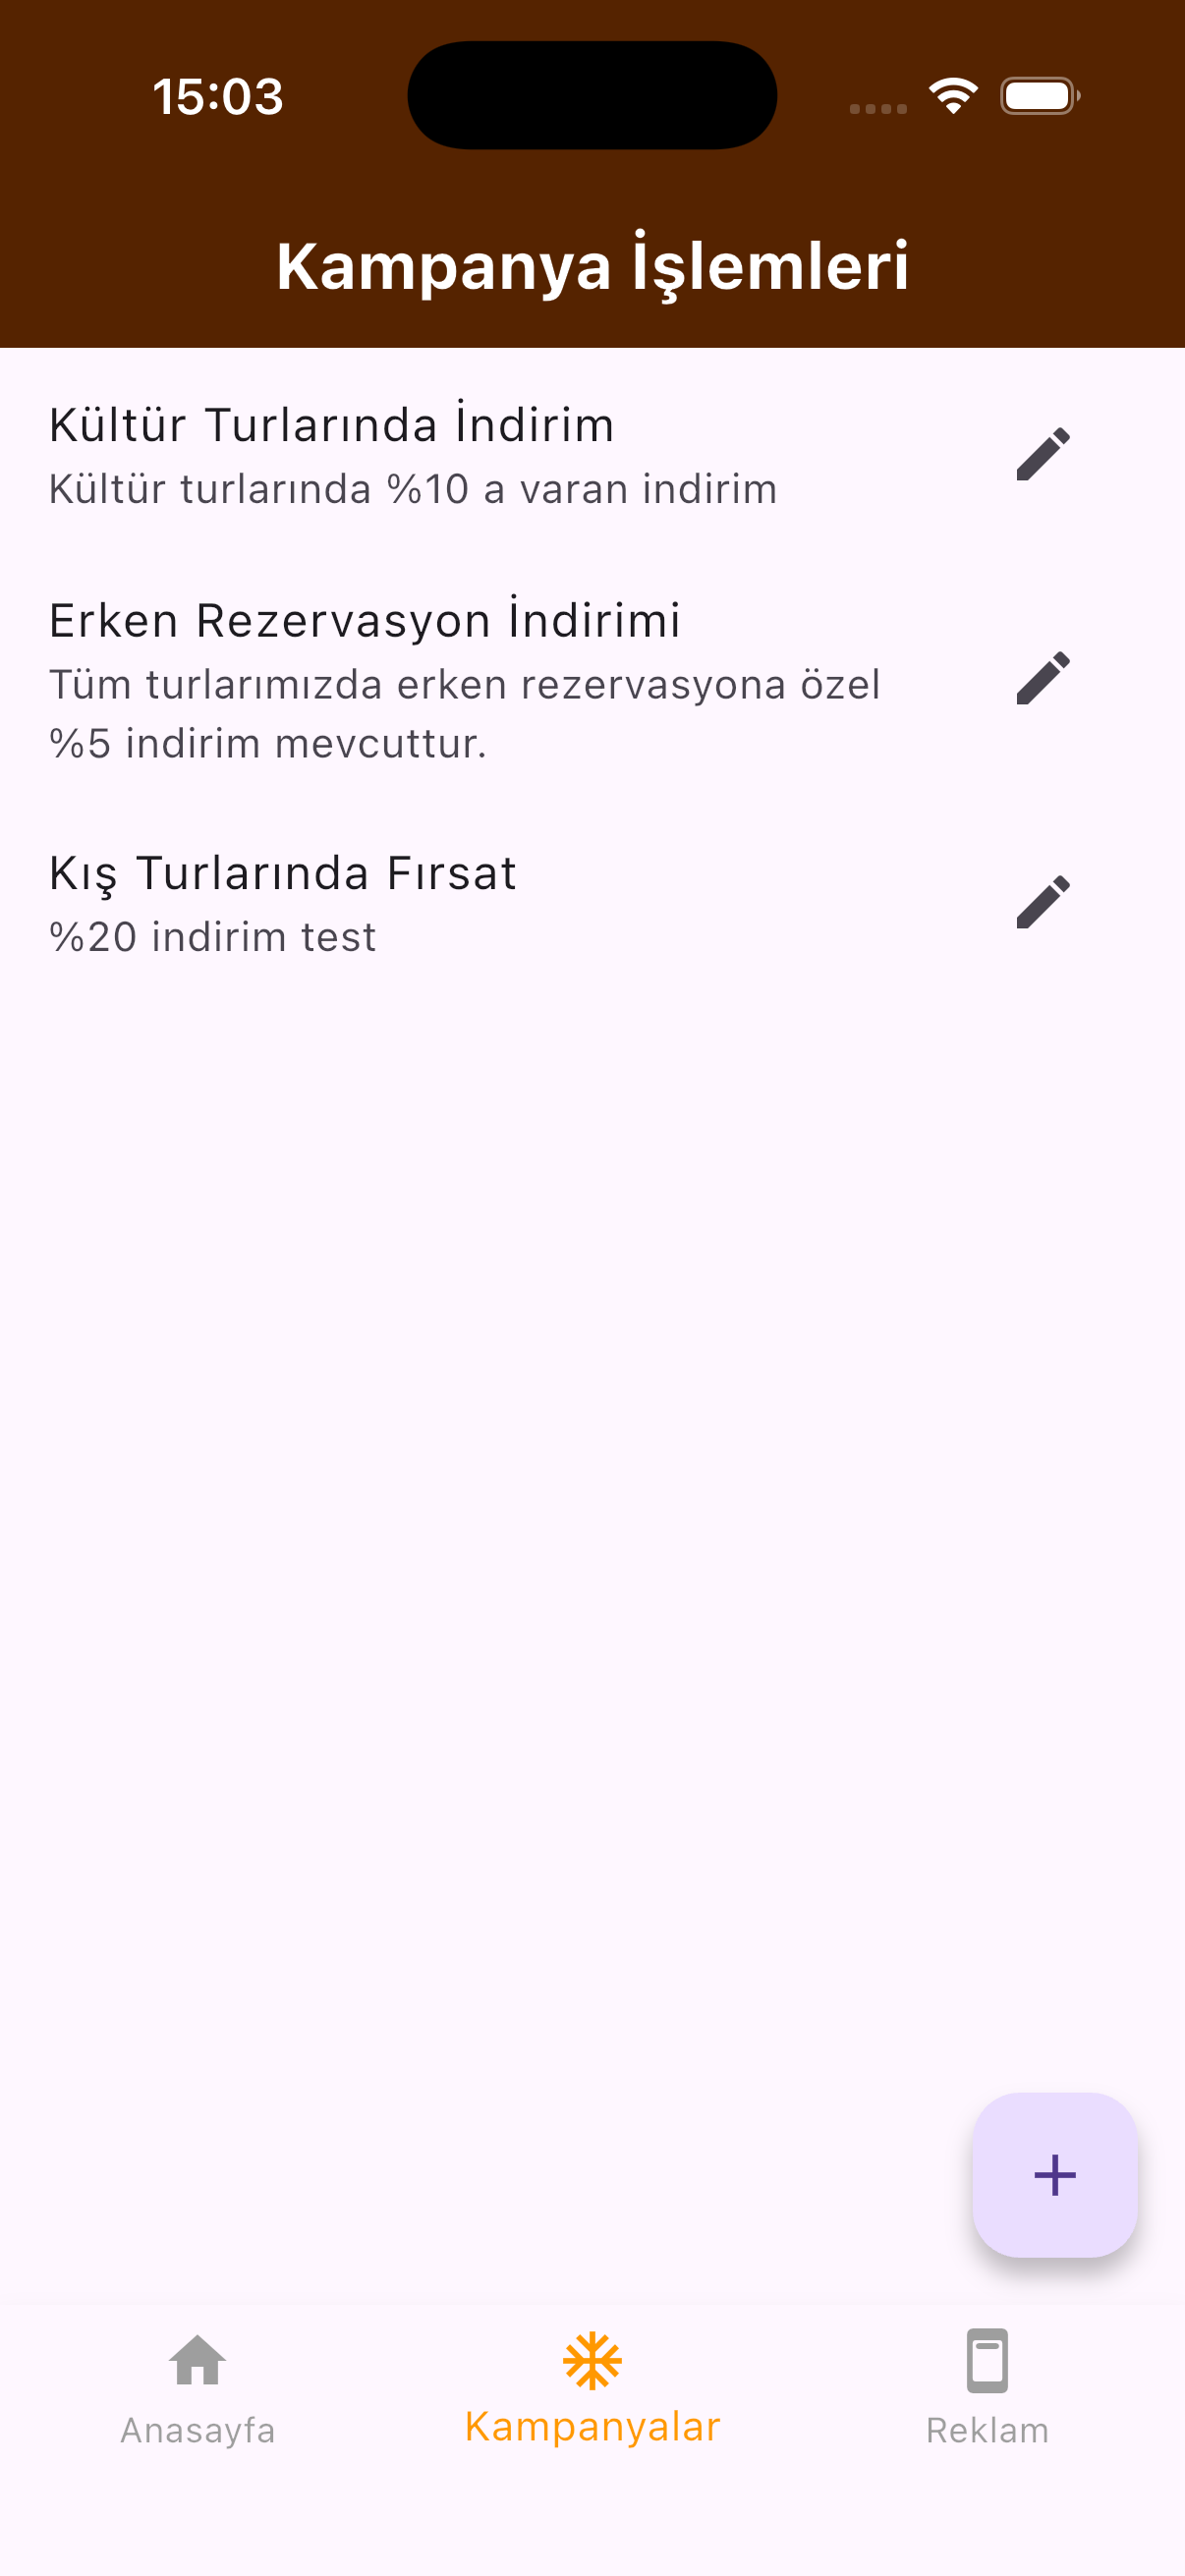 15:03
Kampanya İşlemleri
Kültür Turlarında İndirim
Kültür turlarında %10 a varan indirim
Erken Rezervasyon İndirimi
Tüm turlarımızda erken rezervasyona özel
%5 indirim mevcuttur.
Kış Turlarında Fırsat
%20 indirim test
Anasayfa
Kampanyalar
Reklam